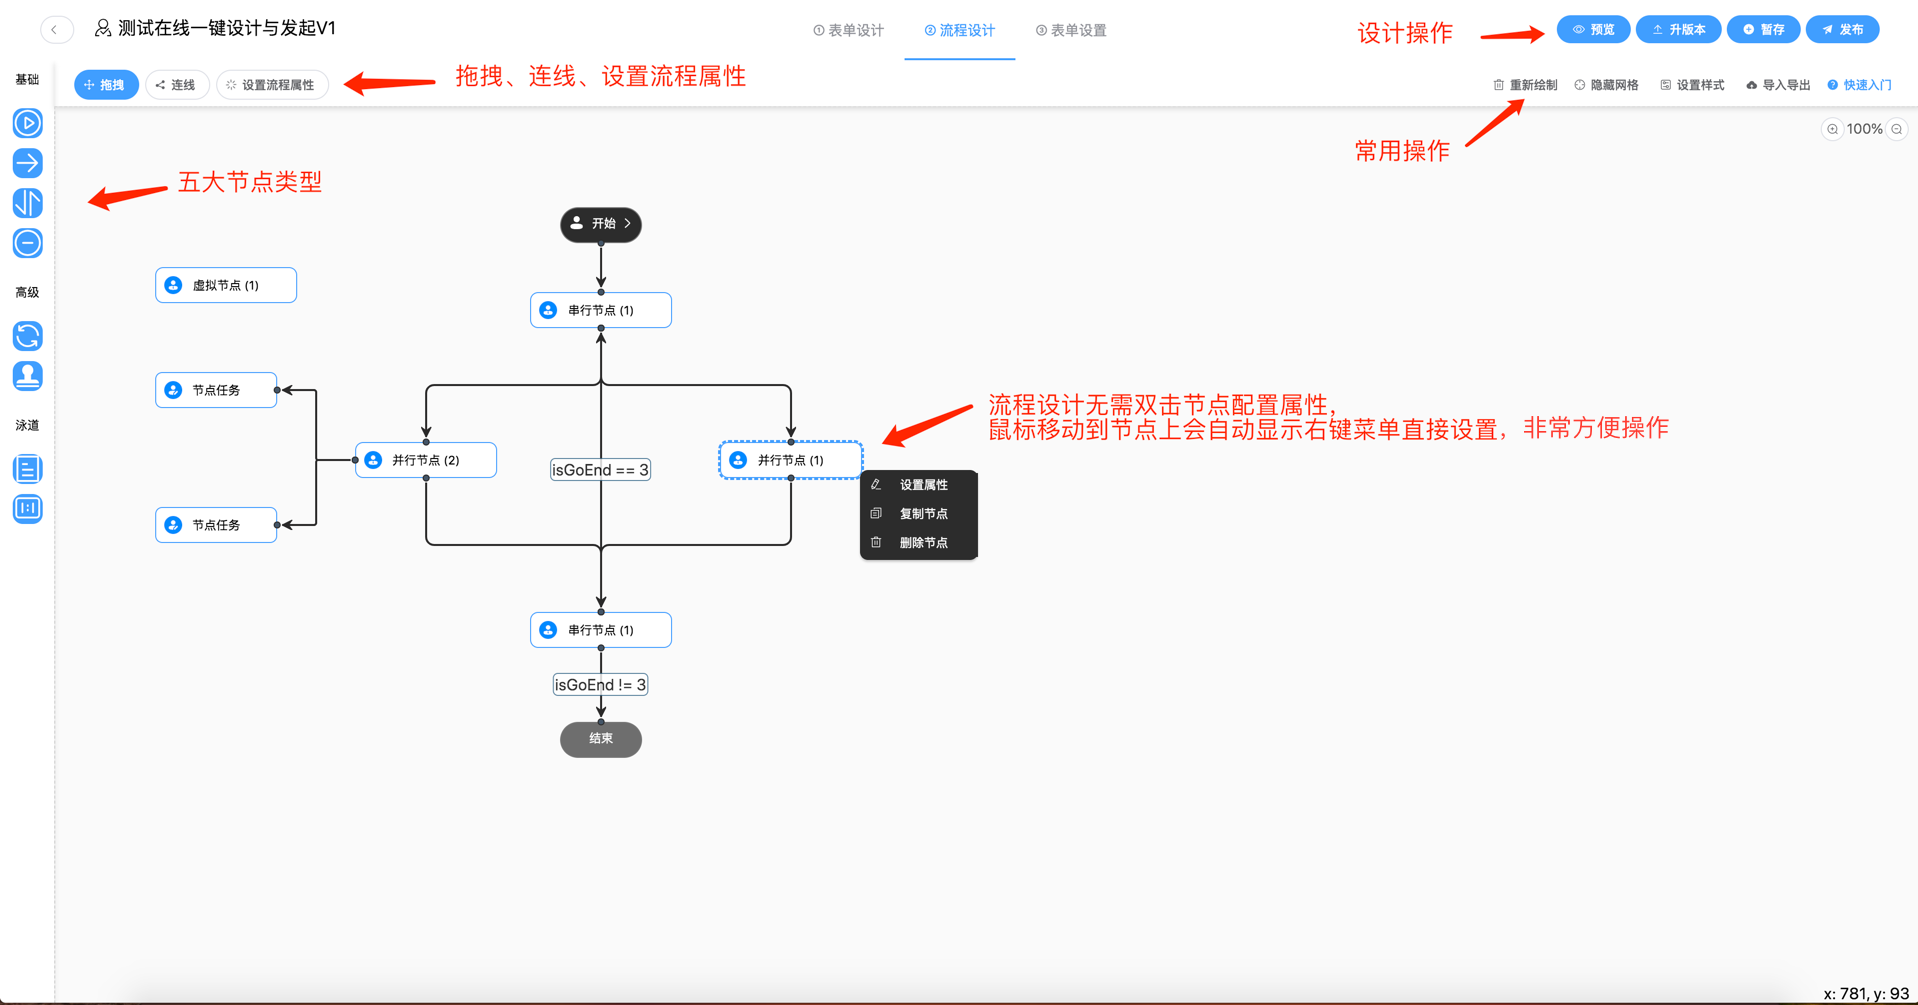 测试在线一键设计与发起V1
① 表单设计
② 流程设计
③ 表单设置
设计操作
预览
升版本
暂存
发布
基础
拖拽
连线
设置流程属性
拖拽、连线、设置流程属性
重新绘制
隐藏网格
设置样式
导入导出
快速入门
常用操作
100%
五大节点类型
开始
虚拟节点 (1)
高级
串行节点 (1)
节点任务
流程设计无需双击节点配置属性,
鼠标移动到节点上会自动显示右键菜单直接设置，非常方便操作
泳道
并行节点 (2)
isGoEnd == 3
并行节点 (1)
设置属性
复制节点
删除节点
节点任务
串行节点 (1)
isGoEnd != 3
结束
x: 781, y: 93